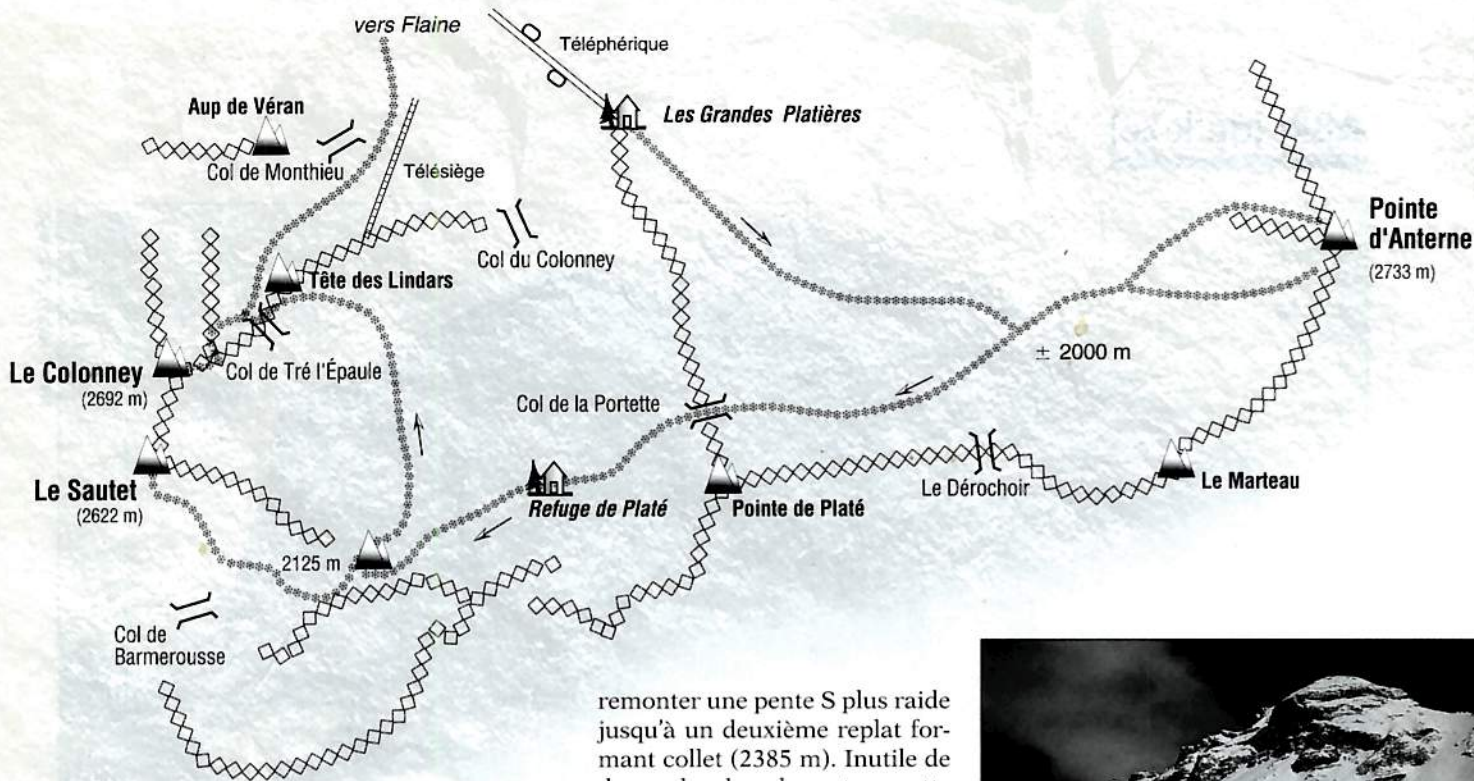 vers Flaine
Téléphérique
Aup de Véran
Les Grandes Platières
Col de Monthieu
Télésiège
Pointe
d'Anterne
(2733 m)
Col du Colonney
Tête des Lindars
± 2000 m
Le Colonney
(2692 m)
Col de Tré l'Épaule
Col de la Portette
Le Sautet
(2622 m)
Refuge de Platé
Pointe de Platé
Le Dérochoir
Le Marteau
2125 m
Col de
Barmerousse
remonter une pente S plus raide
jusqu'à un deuxième replat for-
mant collet (2385 m). Inutile de